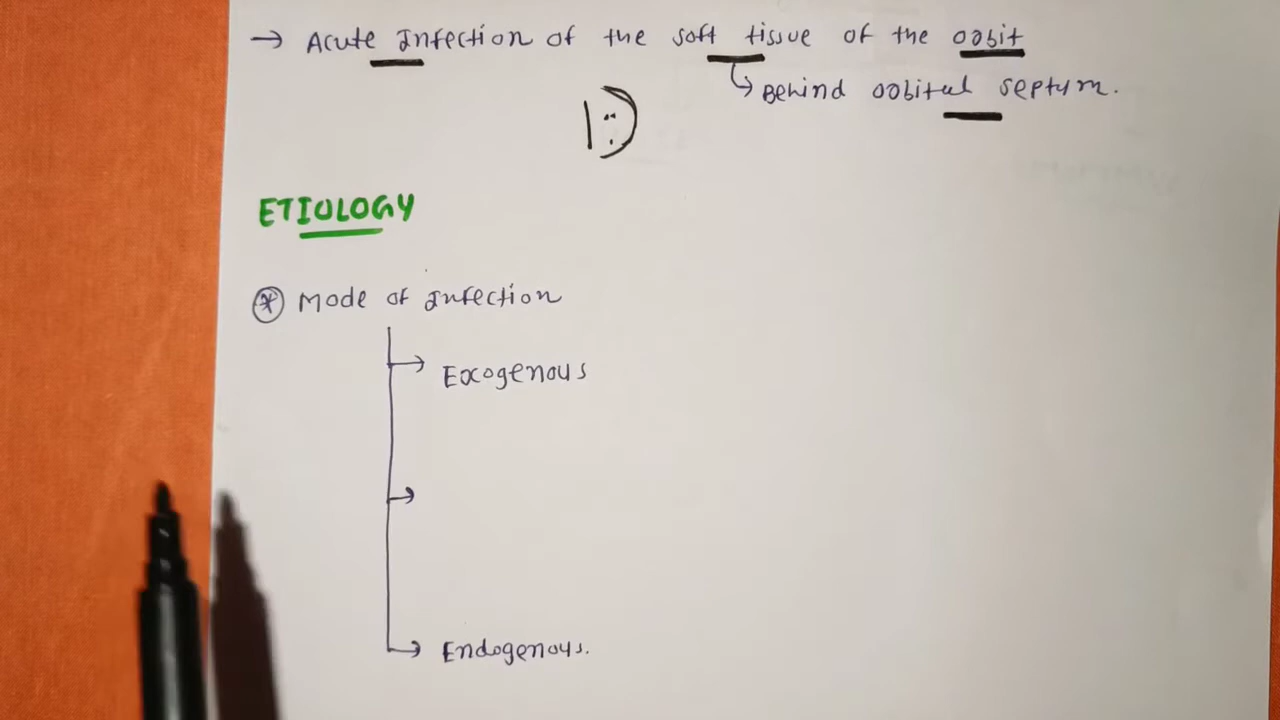 → Acute Infection of the soft tissue of the orbit
↳ Behind orbital septum.
ETIOLOGY
* Mode of Infection
→ Exogenous
→
→ Endogenous.